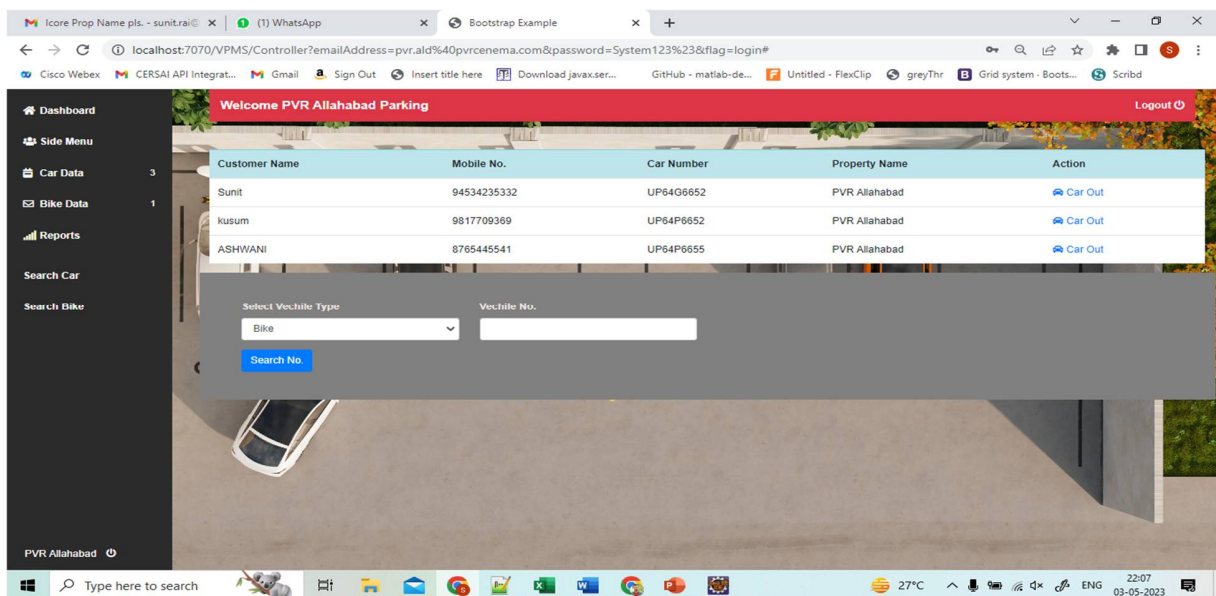 Icore Prop Name pls. - sunit.rai@
(1) WhatsApp
Bootstrap Example
localhost:7070/VPMS/Controller?emailAddress=pvr.ald%40pvrcenema.com&password=System123%23&flag=login#
S
Cisco Webex
CERSAI API Integrat...
Gmail
Sign Out
Insert title here
Download javax.ser...
GitHub - matlab-de...
Untitled - FlexClip
greyThr
Grid system · Boots...
Scribd
Dashboard
Side Menu
Car Data 3
Bike Data 1
Reports
Search Car
Search Bike
PVR Allahabad
Welcome PVR Allahabad Parking Logout
Customer Name Mobile No. Car Number Property Name Action
Sunit 94534235332 UP64G6652 PVR Allahabad Car Out
kusum 9817709369 UP64P6652 PVR Allahabad Car Out
ASHWANI 8765445541 UP64P6655 PVR Allahabad Car Out
Select Vechile Type Vechile No.
Bike
Search No.
Type here to search
27°C ENG 22:07
03-05-2023